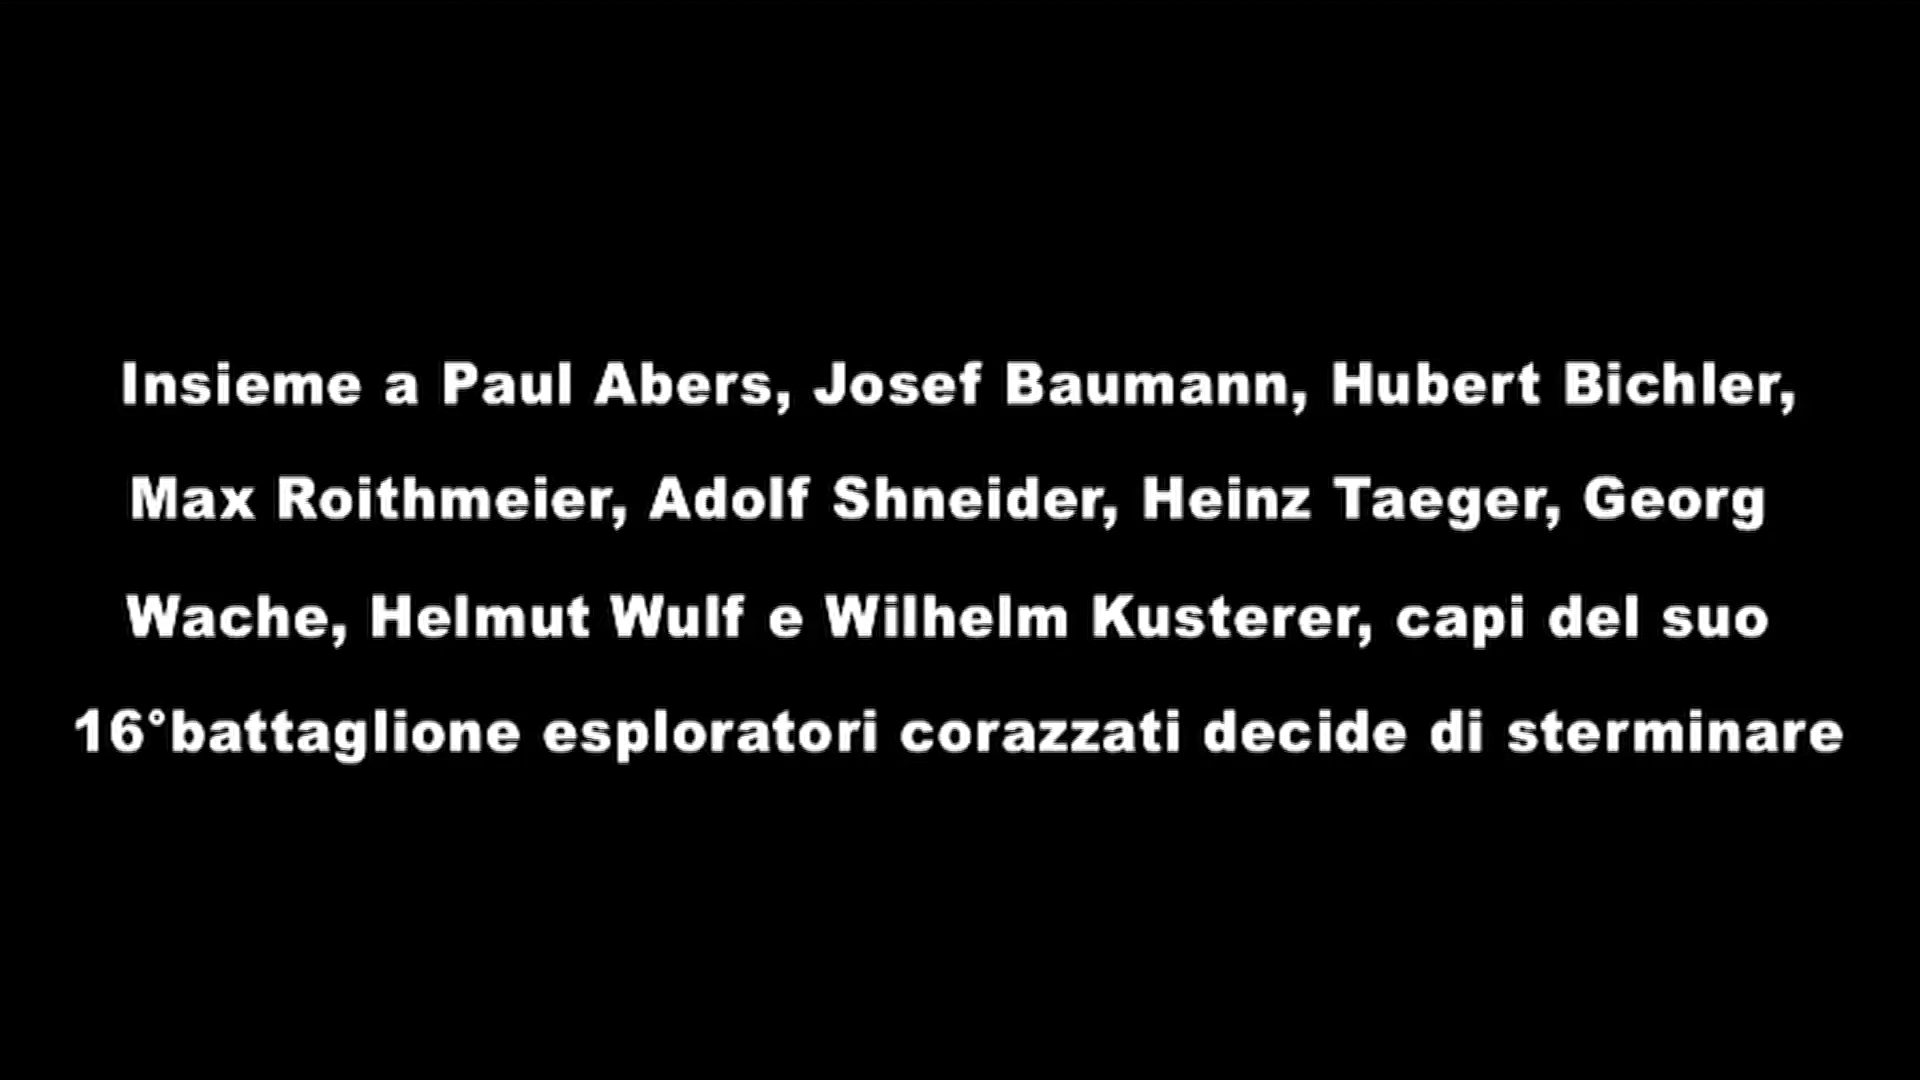 Insieme a Paul Abers, Josef Baumann, Hubert Bichler,
Max Roithmeier, Adolf Shneider, Heinz Taeger, Georg
Wache, Helmut Wulf e Wilhelm Kusterer, capi del suo
16°battaglione esploratori corazzati decide di sterminare